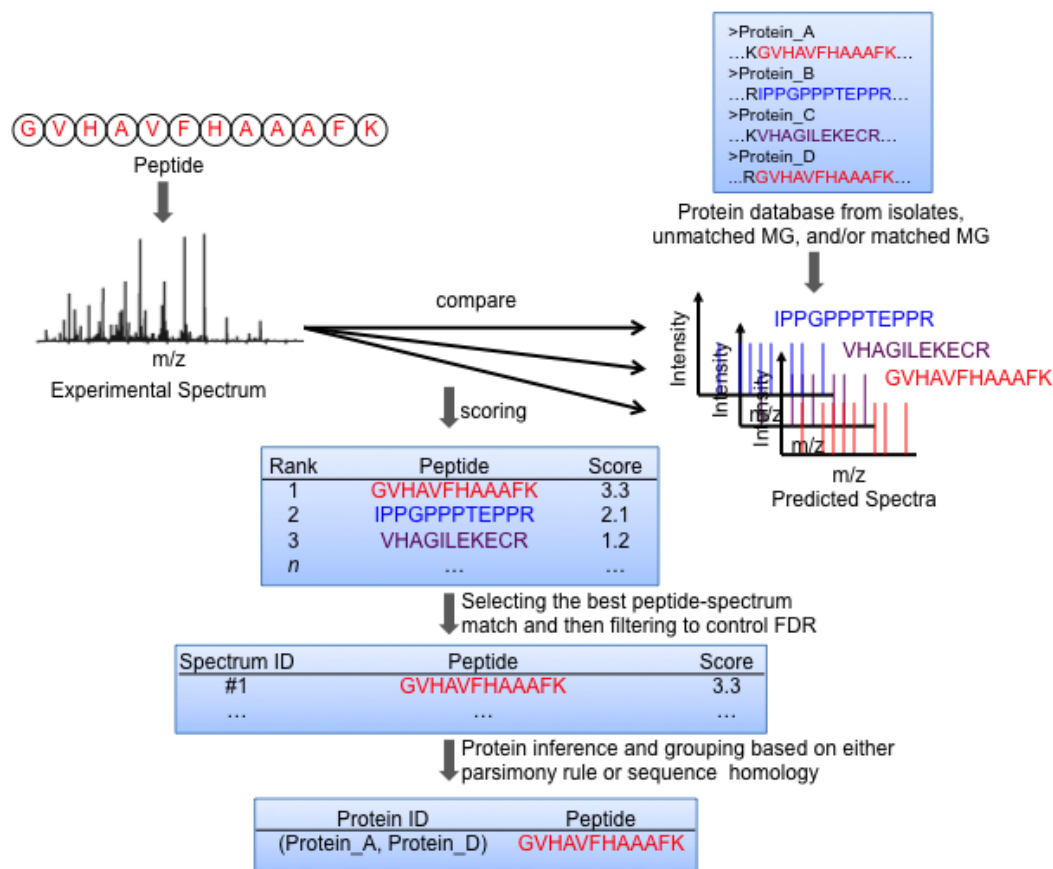 >Protein_A
...KGVHAVFHAAAFK...
>Protein_B
...RIPPGPPPTEPPR...
>Protein_C
...KVHAGILEKECR...
>Protein_D
...RGVHAVFHAAAFK...
G V H A V F H A A A F K
Peptide
Protein database from isolates,
unmatched MG, and/or matched MG
compare
m/z
Experimental Spectrum
Intensity
IPPGPPPTEPPR
m/z
Intensity
VHAGILEKECR
m/z
Intensity
GVHAVFHAAAFK
m/z
Predicted Spectra
scoring
Rank Peptide Score
1 GVHAVFHAAAFK 3.3
2 IPPGPPPTEPPR 2.1
3 VHAGILEKECR 1.2
n ... ...
Selecting the best peptide-spectrum
match and then filtering to control FDR
Spectrum ID Peptide Score
#1 GVHAVFHAAAFK 3.3
... ... ...
Protein inference and grouping based on either
parsimony rule or sequence homology
Protein ID Peptide
(Protein_A, Protein_D) GVHAVFHAAAFK